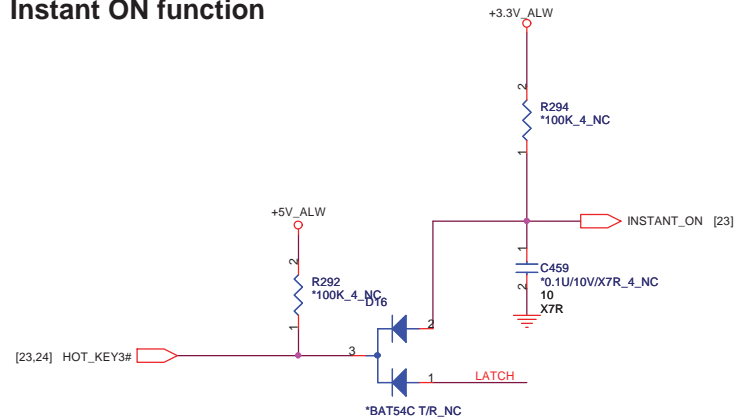 Instant ON function
+3.3V_ALW
2
R294
*100K_4_NC
1
+5V_ALW
INSTANT_ON [23]
2
R292
*100K_4_NC
1
1
C459
*0.1U/10V/X7R_4_NC
2
10
X7R
D16
2
[23,24] HOT_KEY3#
3
1
LATCH
*BAT54C T/R_NC